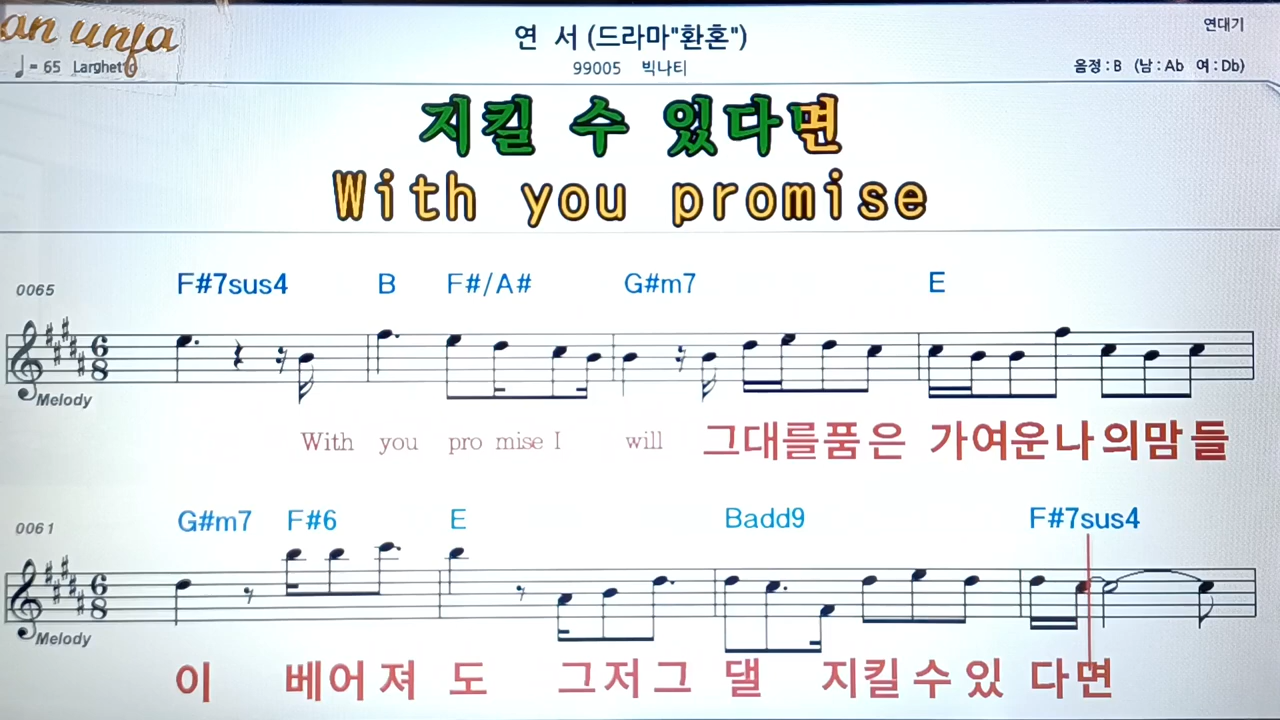 an unja
연 서 (드라마"환혼")
연대기
♩= 65 Larghetto
99005 빅나티
음정 : B (남 : Ab 여 : Db)
지킬 수 있다면
With you promise
0065
F#7sus4 B F#/A# G#m7 E
6
8
Melody
With you pro mise I will 그대를품은 가여운나의맘들
0061
G#m7 F#6 E Badd9 F#7sus4
6
8
Melody
이 베어져도 그저그댈 지킬수있다면